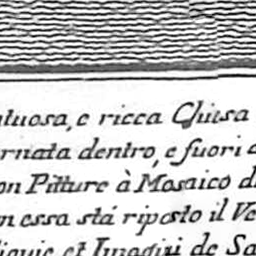 tuosa, e ricca Chiesa
rnata dentro, e fuori
on Pitture à Mosaico d
n essa stá riposto il Ve
liquie et Imagini de Sa